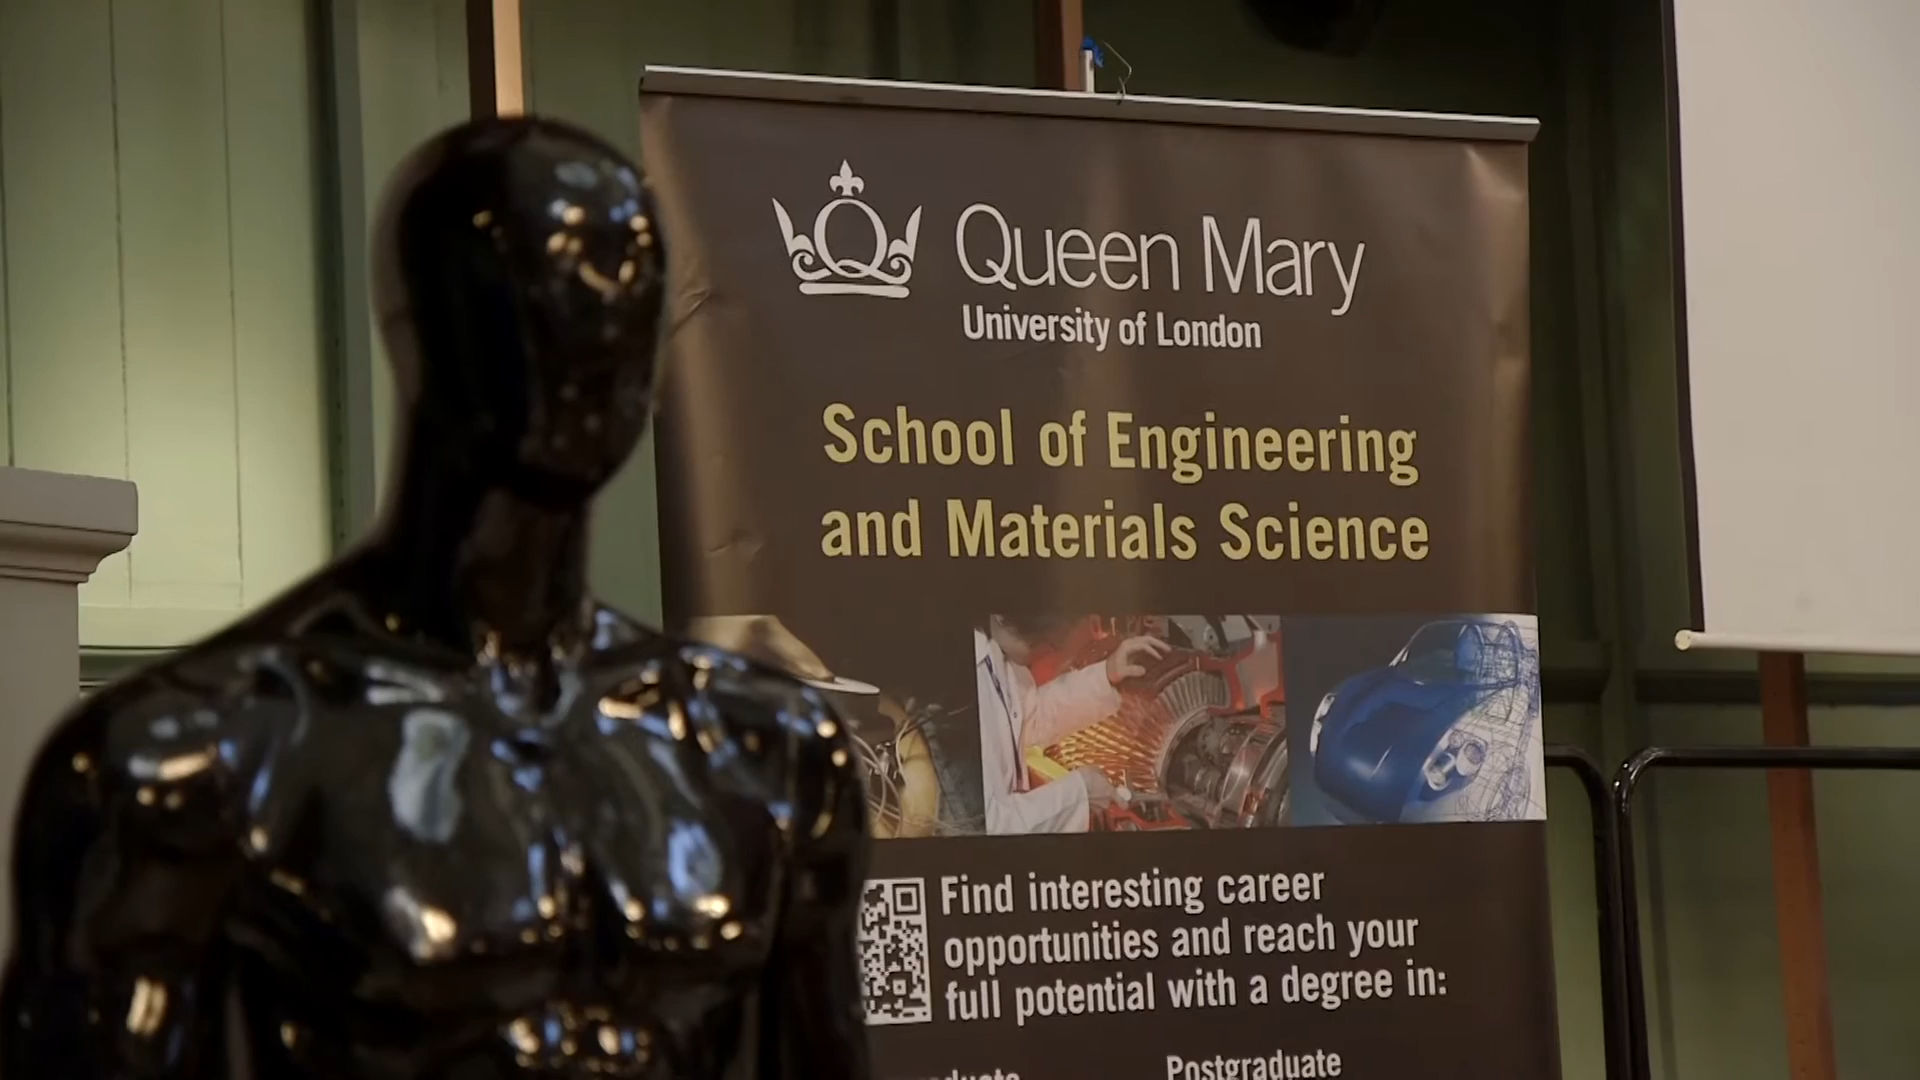 Queen Mary
University of London
School of Engineering
and Materials Science
Find interesting career
opportunities and reach your
full potential with a degree in:
Postgraduate